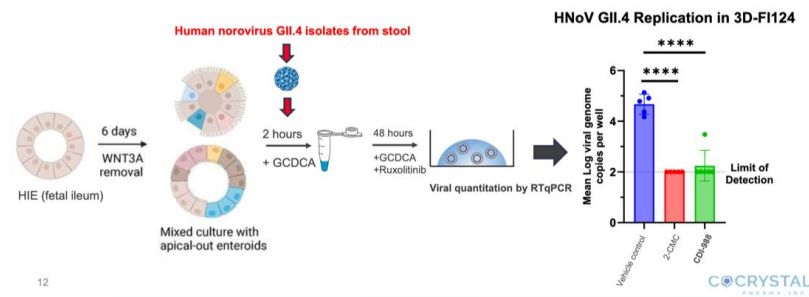 HNoV GII.4 Replication in 3D-FI124
Human norovirus GII.4 isolates from stool
6 days
WNT3A
removal
HIE (fetal ileum)
Mixed culture with
apical-out enteroids
2 hours
+ GCDCA
48 hours
+GCDCA
+Ruxolitinib
Viral quantitation by RTqPCR
****
****
Mean Log viral genome
copies per well
6
4
2
0
Limit of
Detection
Vehicle control
2-CMC
CDI-988
12
COCRYSTAL
PHARMA, INC.